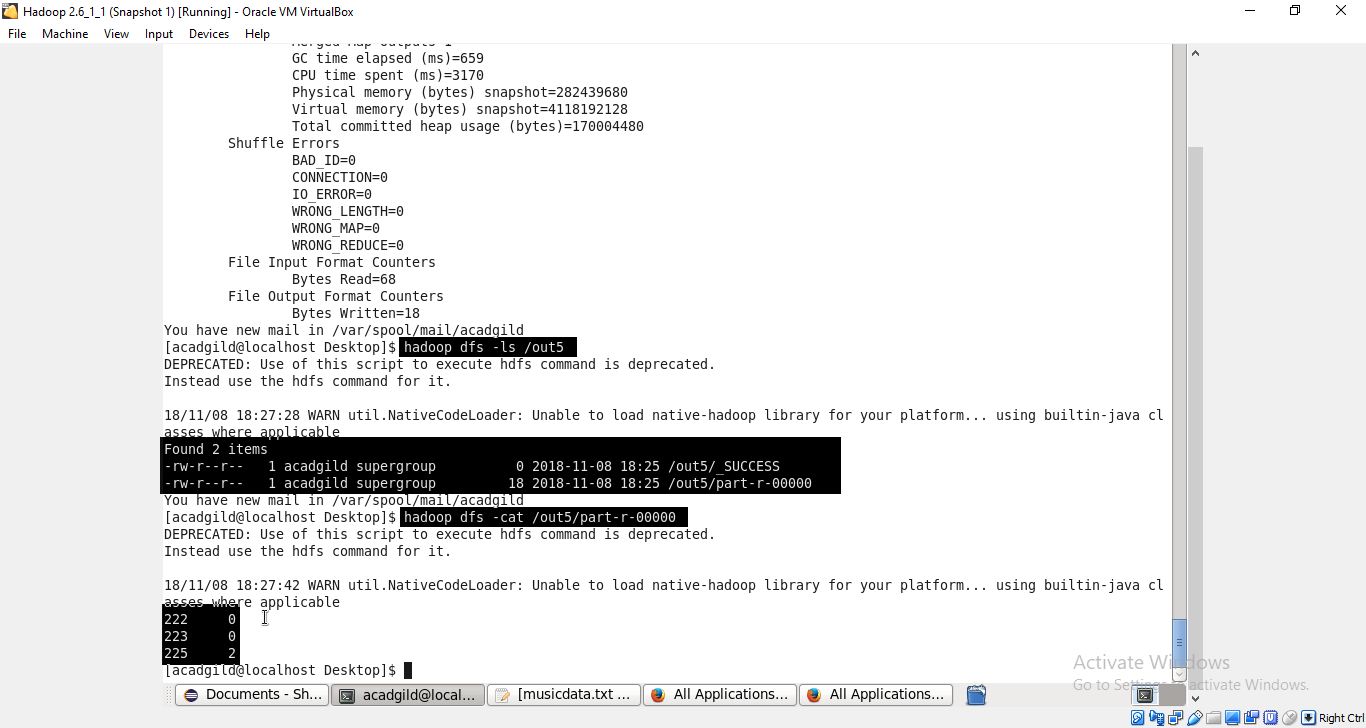 Hadoop 2.6_1_1 (Snapshot 1) [Running] - Oracle VM VirtualBox
File Machine View Input Devices Help
Merged Map outputs=1
GC time elapsed (ms)=659
CPU time spent (ms)=3170
Physical memory (bytes) snapshot=282439680
Virtual memory (bytes) snapshot=4118192128
Total committed heap usage (bytes)=170004480
Shuffle Errors
BAD_ID=0
CONNECTION=0
IO_ERROR=0
WRONG_LENGTH=0
WRONG_MAP=0
WRONG_REDUCE=0
File Input Format Counters
Bytes Read=68
File Output Format Counters
Bytes Written=18
You have new mail in /var/spool/mail/acadgild
[acadgild@localhost Desktop]$ hadoop dfs -ls /out5
DEPRECATED: Use of this script to execute hdfs command is deprecated.
Instead use the hdfs command for it.
18/11/08 18:27:28 WARN util.NativeCodeLoader: Unable to load native-hadoop library for your platform... using builtin-java cl
asses where applicable
Found 2 items
-rw-r--r-- 1 acadgild supergroup 0 2018-11-08 18:25 /out5/_SUCCESS
-rw-r--r-- 1 acadgild supergroup 18 2018-11-08 18:25 /out5/part-r-00000
You have new mail in /var/spool/mail/acadgild
[acadgild@localhost Desktop]$ hadoop dfs -cat /out5/part-r-00000
DEPRECATED: Use of this script to execute hdfs command is deprecated.
Instead use the hdfs command for it.
18/11/08 18:27:42 WARN util.NativeCodeLoader: Unable to load native-hadoop library for your platform... using builtin-java cl
asses where applicable
222 0
223 0
225 2
[acadgild@localhost Desktop]$
Activate Windows
Go to Settings to activate Windows.
Documents - Sh... acadgild@local... [musicdata.txt ... All Applications... All Applications...
Right Ctrl